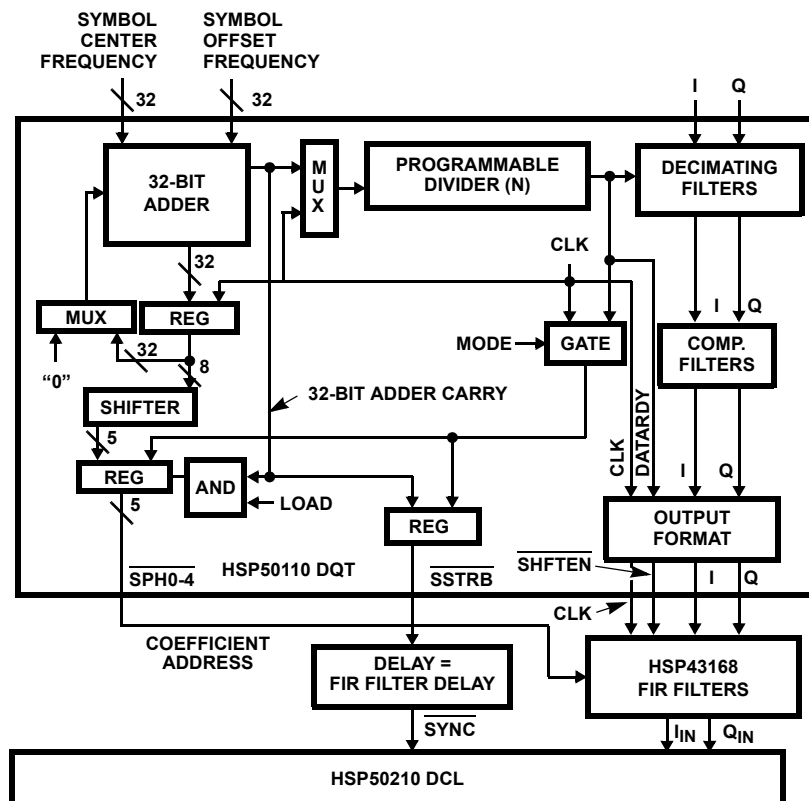 SYMBOL
CENTER
FREQUENCY
SYMBOL
OFFSET
FREQUENCY
32
32
I
Q
32-BIT
ADDER
MUX
PROGRAMMABLE
DIVIDER (N)
DECIMATING
FILTERS
32
CLK
MUX
REG
I
Q
MODE
GATE
COMP.
FILTERS
32
8
"0"
SHIFTER
32-BIT ADDER CARRY
5
CLK
DATARDY
I
Q
REG
AND
LOAD
5
REG
OUTPUT
FORMAT
SPH0-4
HSP50110 DQT
SSTRB
SHFTEN
I
Q
CLK
COEFFICIENT
ADDRESS
DELAY =
FIR FILTER DELAY
HSP43168
FIR FILTERS
SYNC
IIN
QIN
HSP50210 DCL